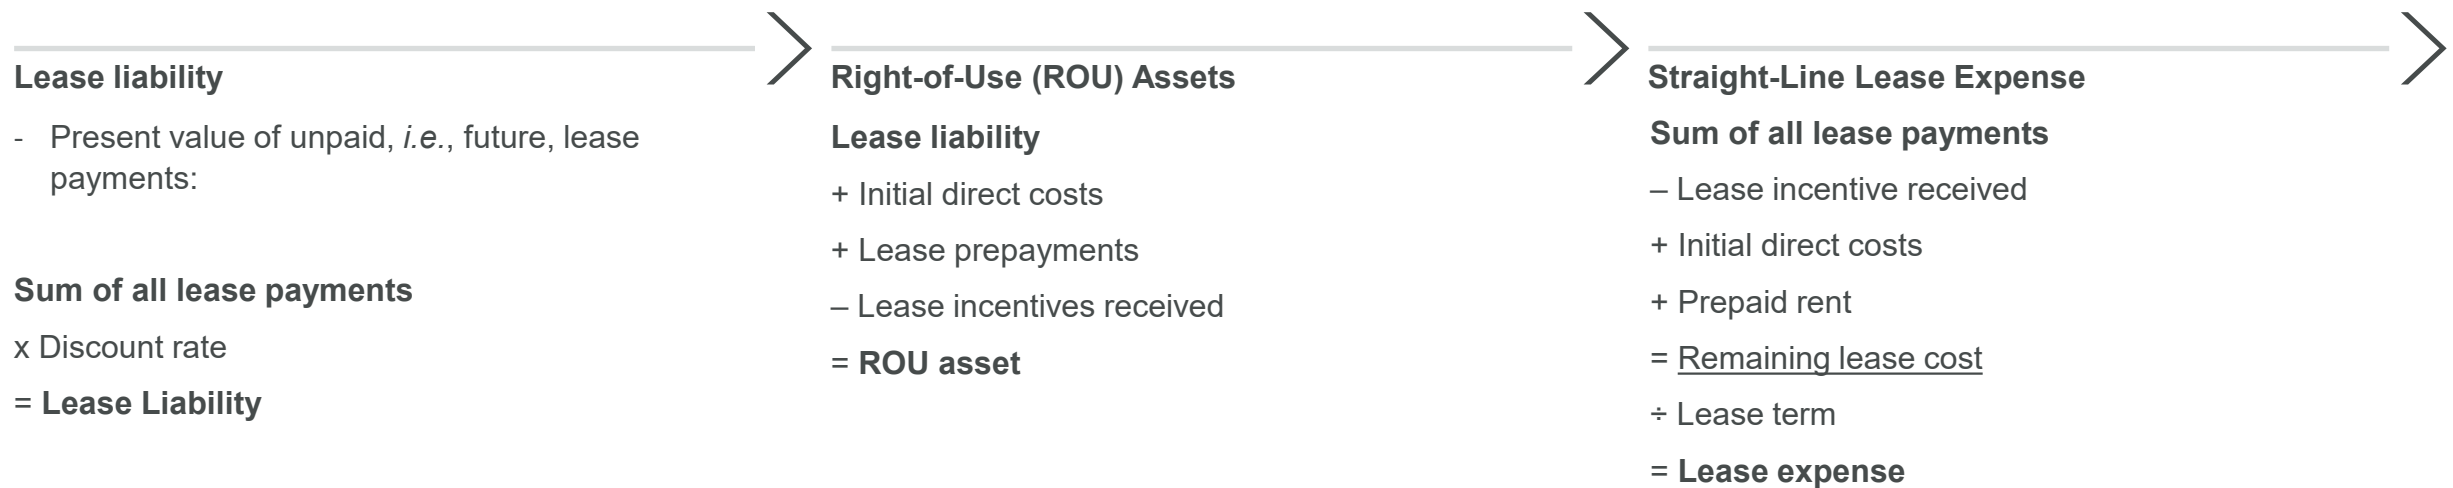 Lease liability
- Present value of unpaid, i.e., future, lease
payments:
Sum of all lease payments
x Discount rate
= Lease Liability
Right-of-Use (ROU) Assets
Lease liability
+ Initial direct costs
+ Lease prepayments
– Lease incentives received
= ROU asset
Straight-Line Lease Expense
Sum of all lease payments
– Lease incentive received
+ Initial direct costs
+ Prepaid rent
= Remaining lease cost
÷ Lease term
= Lease expense